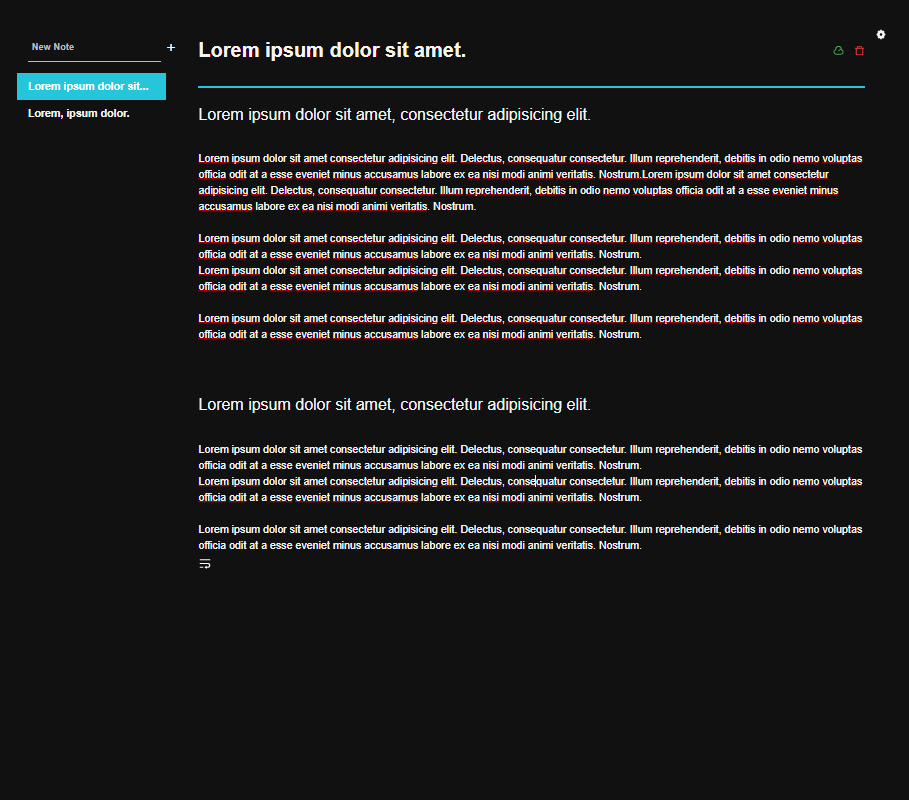 New Note +
Lorem ipsum dolor sit...
Lorem, ipsum dolor.
Lorem ipsum dolor sit amet.
Lorem ipsum dolor sit amet, consectetur adipisicing elit.
Lorem ipsum dolor sit amet consectetur adipisicing elit. Delectus, consequatur consectetur. Illum reprehenderit, debitis in odio nemo voluptas
officia odit at a esse eveniet minus accusamus labore ex ea nisi modi animi veritatis. Nostrum.Lorem ipsum dolor sit amet consectetur
adipisicing elit. Delectus, consequatur consectetur. Illum reprehenderit, debitis in odio nemo voluptas officia odit at a esse eveniet minus
accusamus labore ex ea nisi modi animi veritatis. Nostrum.
Lorem ipsum dolor sit amet consectetur adipisicing elit. Delectus, consequatur consectetur. Illum reprehenderit, debitis in odio nemo voluptas
officia odit at a esse eveniet minus accusamus labore ex ea nisi modi animi veritatis. Nostrum.
Lorem ipsum dolor sit amet consectetur adipisicing elit. Delectus, consequatur consectetur. Illum reprehenderit, debitis in odio nemo voluptas
officia odit at a esse eveniet minus accusamus labore ex ea nisi modi animi veritatis. Nostrum.
Lorem ipsum dolor sit amet consectetur adipisicing elit. Delectus, consequatur consectetur. Illum reprehenderit, debitis in odio nemo voluptas
officia odit at a esse eveniet minus accusamus labore ex ea nisi modi animi veritatis. Nostrum.
Lorem ipsum dolor sit amet, consectetur adipisicing elit.
Lorem ipsum dolor sit amet consectetur adipisicing elit. Delectus, consequatur consectetur. Illum reprehenderit, debitis in odio nemo voluptas
officia odit at a esse eveniet minus accusamus labore ex ea nisi modi animi veritatis. Nostrum.
Lorem ipsum dolor sit amet consectetur adipisicing elit. Delectus, consequatur consectetur. Illum reprehenderit, debitis in odio nemo voluptas
officia odit at a esse eveniet minus accusamus labore ex ea nisi modi animi veritatis. Nostrum.
Lorem ipsum dolor sit amet consectetur adipisicing elit. Delectus, consequatur consectetur. Illum reprehenderit, debitis in odio nemo voluptas
officia odit at a esse eveniet minus accusamus labore ex ea nisi modi animi veritatis. Nostrum.